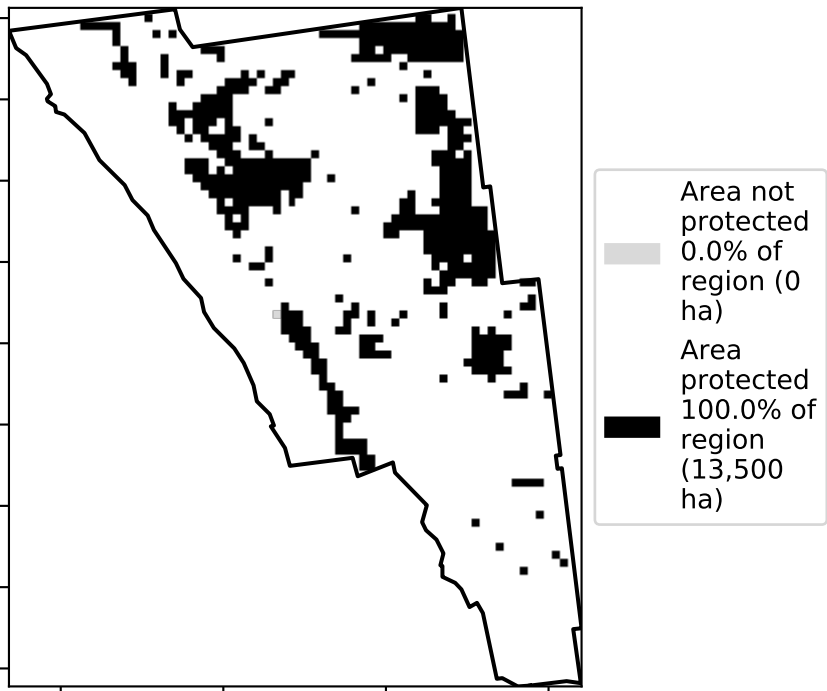 Area not
protected
0.0% of
region (0
ha)
Area
protected
100.0% of
region
(13,500
ha)